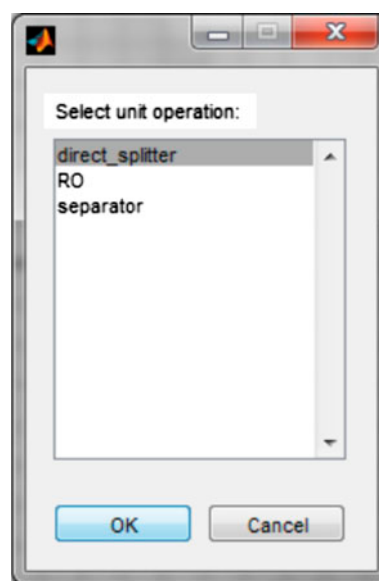 Select unit operation:
direct_splitter
RO
separator
OK
Cancel